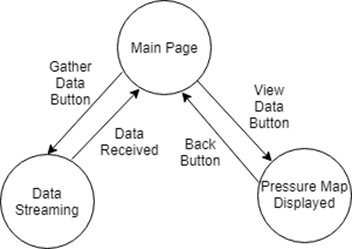 Main Page
Gather
Data
Button
View
Data
Button
Data
Received
Back
Button
Data
Streaming
Pressure Map
Displayed